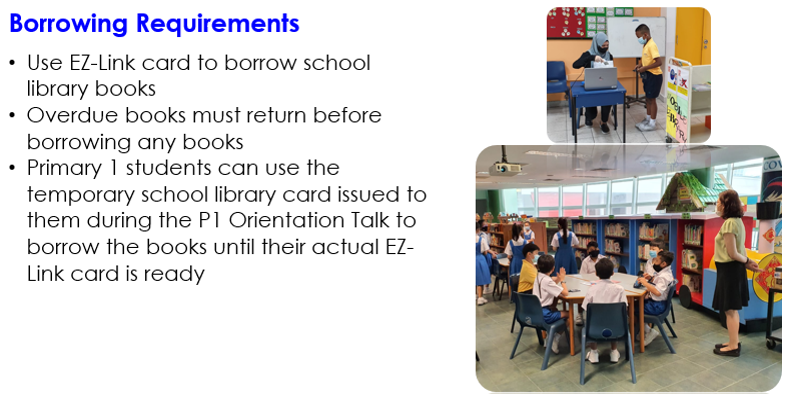 Borrowing Requirements
• Use EZ-Link card to borrow school
library books
• Overdue books must return before
borrowing any books
• Primary 1 students can use the
temporary school library card issued to
them during the P1 Orientation Talk to
borrow the books until their actual EZ-
Link card is ready